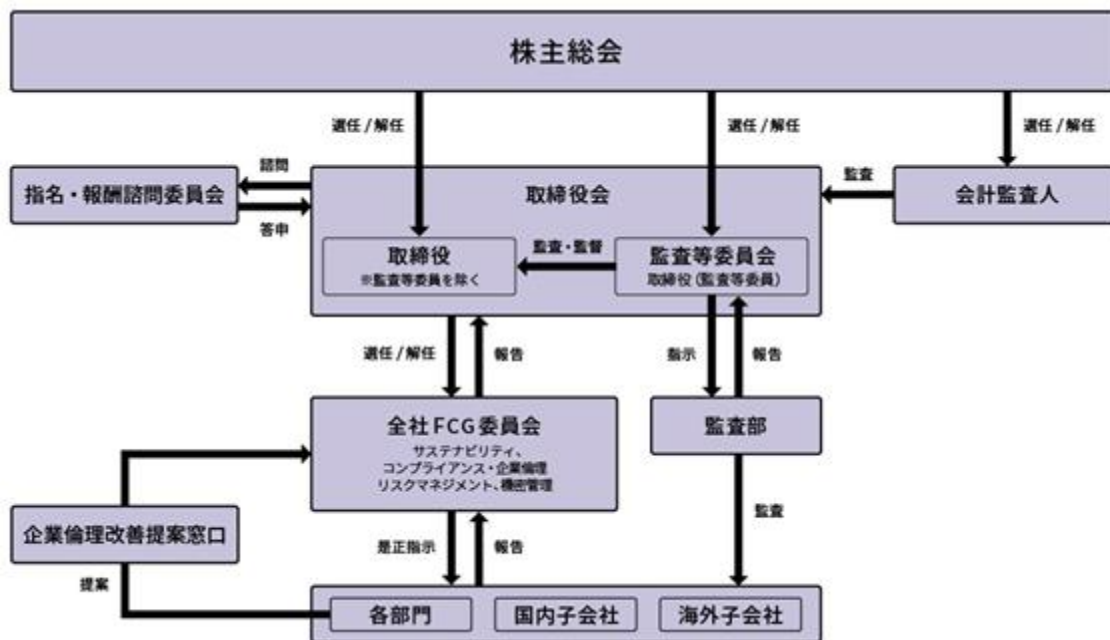 株主総会
選任 / 解任
選任 / 解任
選任 / 解任
諮問
指名・報酬諮問委員会
答申
取締役会
監査
会計監査人
取締役
※監査等委員を除く
監査・監督
監査等委員会
取締役（監査等委員）
選任 / 解任
報告
指示
報告
全社FCG委員会
サステナビリティ、
コンプライアンス・企業倫理
リスクマネジメント、機密管理
監査部
企業倫理改善提案窓口
是正指示
報告
監査
提案
各部門
国内子会社
海外子会社